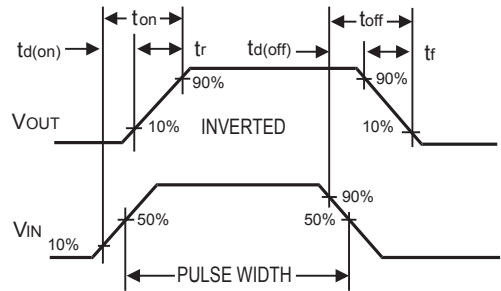 ton toff
td(on) tr td(off) tf
90% 90%
VOUT 10% INVERTED 10%
90%
50% 50%
VIN
10%
PULSE WIDTH